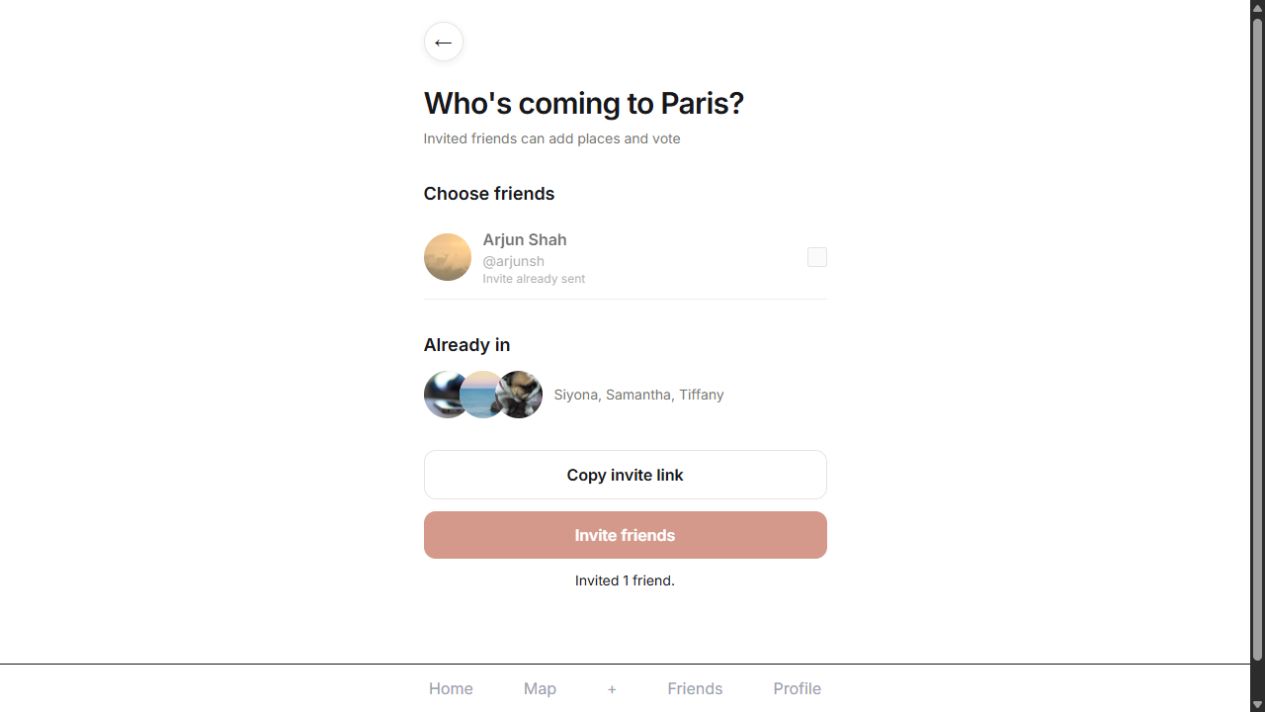 ←
Who's coming to Paris?
Invited friends can add places and vote
Choose friends
Arjun Shah
@arjunsh
Invite already sent
Already in
Siyona, Samantha, Tiffany
Copy invite link
Invite friends
Invited 1 friend.
Home Map + Friends Profile